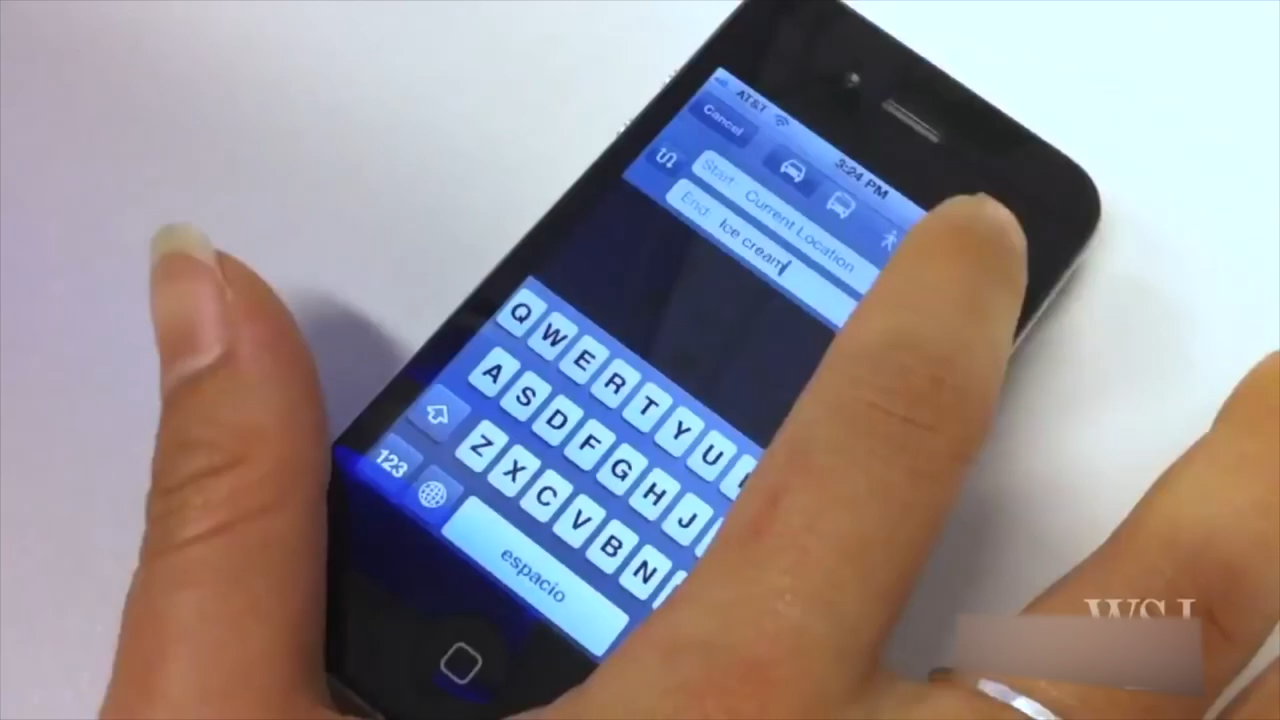 AT&T 3:24 PM
Cancel
Start: Current Location
End: Ice cream
Q W E R T Y U
A S D F G H J
Z X C V B N
123 espacio
WSJ